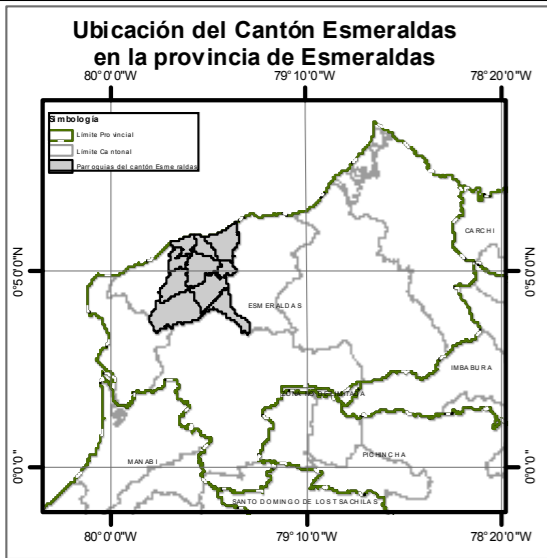 Ubicación del Cantón Esmeraldas
en la provincia de Esmeraldas
80°0'0"W 79°10'0"W 78°20'0"W
Simbología
Límite Provincial
Límite Cantonal
Parroquias del cantón Esmeraldas
CARCHI
0°50'0"N 0°50'0"N
ESMERALDAS
IMBABURA
MANABI
PICHINCHA
0°0'0" 0°0'0"
SANTO DOMINGO DE LOS TSACHILAS
80°0'0"W 79°10'0"W 78°20'0"W